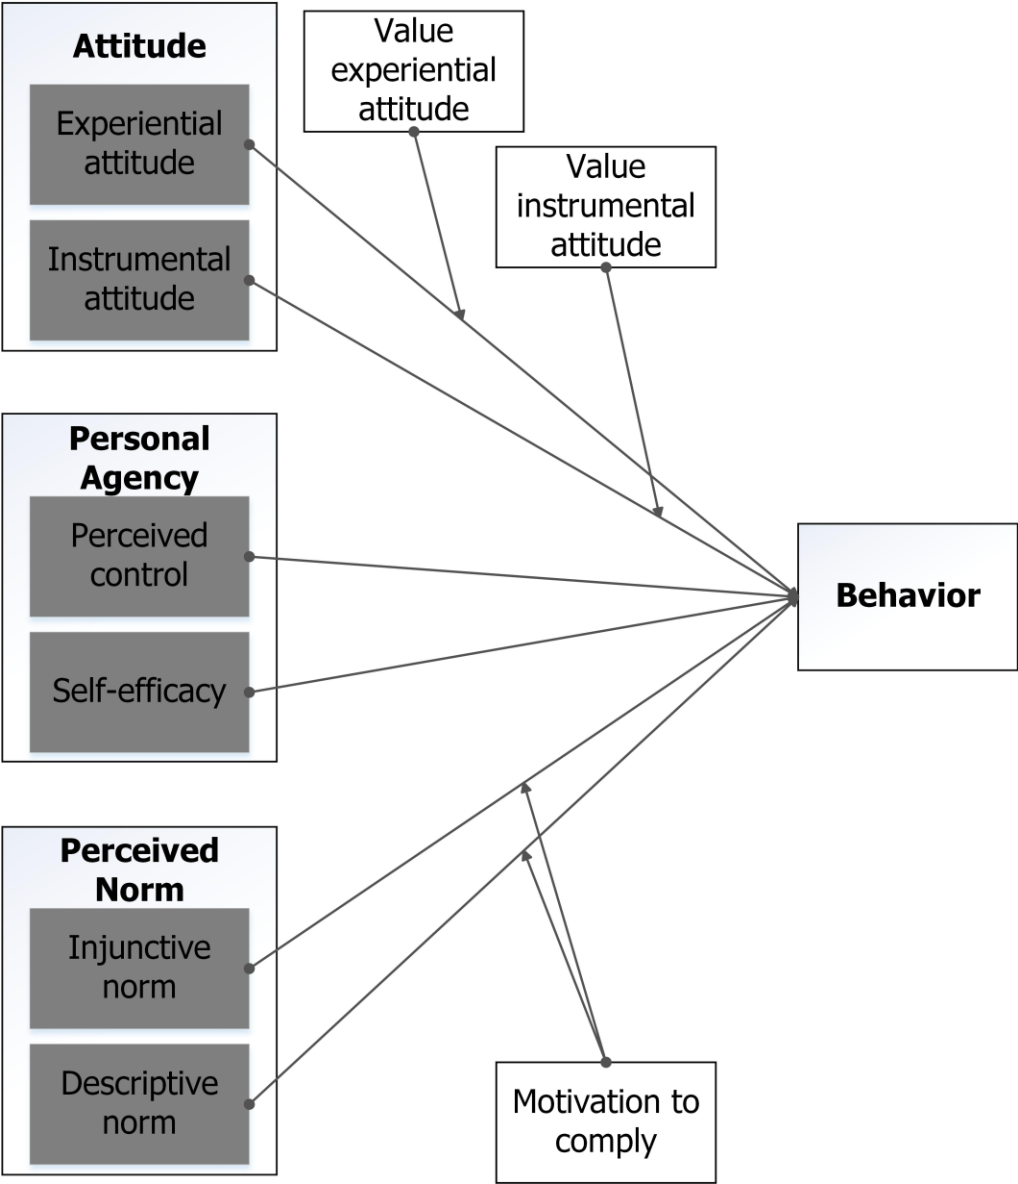 Attitude
Experiential
attitude
Instrumental
attitude
Value
experiential
attitude
Value
instrumental
attitude
Personal
Agency
Perceived
control
Self-efficacy
Behavior
Perceived
Norm
Injunctive
norm
Descriptive
norm
Motivation to
comply